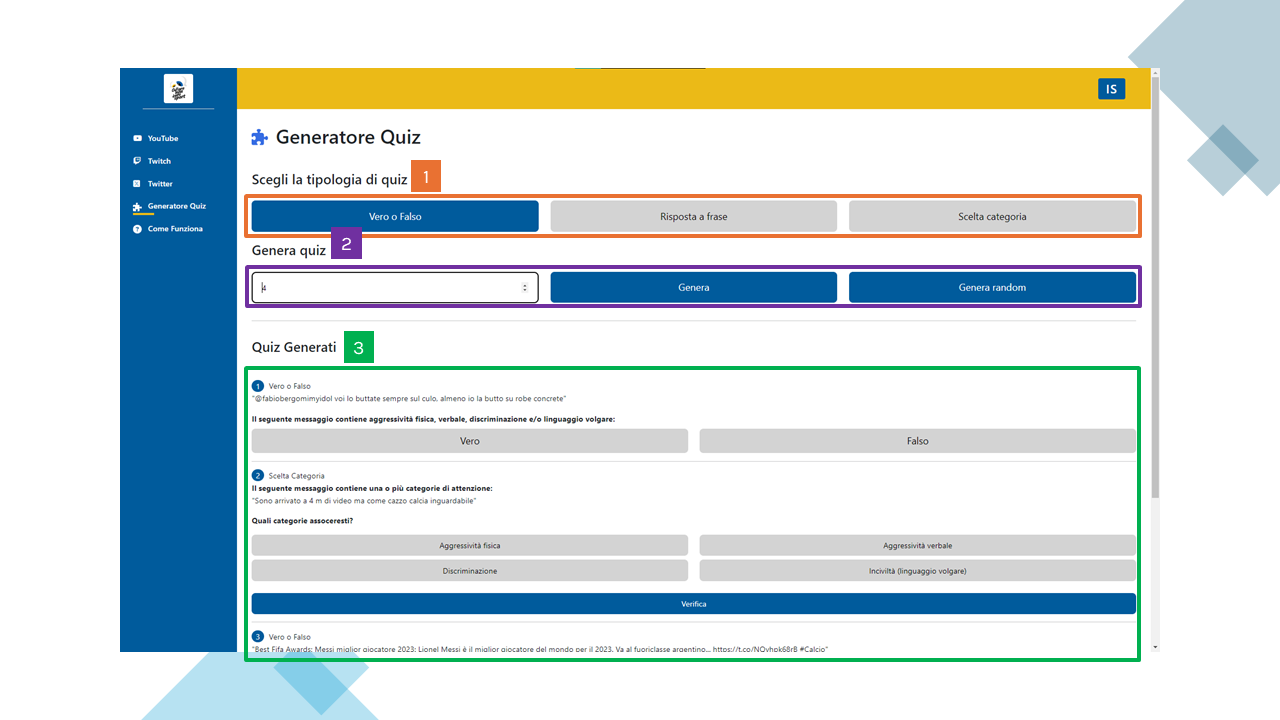 IS
YouTube
Twitch
Twitter
Generatore Quiz
Come Funziona
Generatore Quiz
Scegli la tipologia di quiz 1
Vero o Falso Risposta a frase Scelta categoria
Genera quiz 2
4 Genera Genera random
Quiz Generati 3
1 Vero o Falso
"@fabiobergomimyidol voi lo buttate sempre sul culo, almeno io la butto su robe concrete"
Il seguente messaggio contiene aggressività fisica, verbale, discriminazione e/o linguaggio volgare:
Vero Falso
2 Scelta Categoria
Il seguente messaggio contiene una o più categorie di attenzione:
"Sono arrivato a 4 m di video ma come cazzo calcia inguardabile"
Quali categorie assoceresti?
Aggressività fisica Aggressività verbale
Discriminazione Inciviltà (linguaggio volgare)
Verifica
3 Vero o Falso
"Best Fifa Awards: Messi miglior giocatore 2023: Lionel Messi è il miglior giocatore del mondo per il 2023. Va al fuoriclasse argentino... https://t.co/NQvhpk68rB #Calcio"